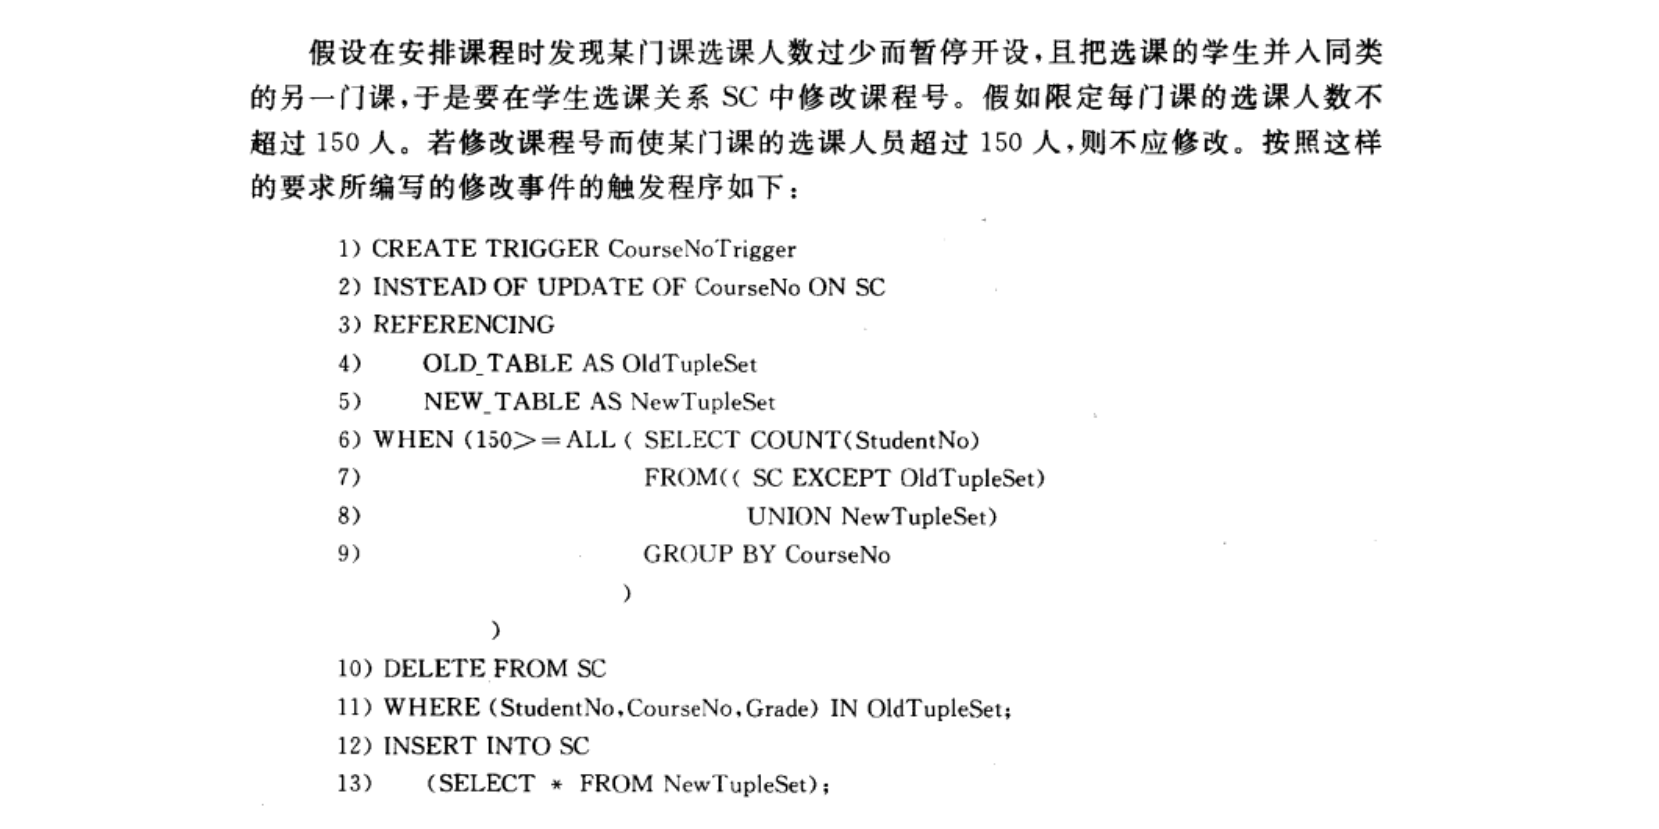 假设在安排课程时发现某门课选课人数过少而暂停开设,且把选课的学生并入同类
的另一门课,于是要在学生选课关系 SC 中修改课程号。假如限定每门课的选课人数不
超过 150 人。若修改课程号而使某门课的选课人员超过 150 人,则不应修改。按照这样
的要求所编写的修改事件的触发程序如下:
1) CREATE TRIGGER CourseNoTrigger
2) INSTEAD OF UPDATE OF CourseNo ON SC
3) REFERENCING
4) OLD_TABLE AS OldTupleSet
5) NEW_TABLE AS NewTupleSet
6) WHEN (150>=ALL ( SELECT COUNT(StudentNo)
7) FROM(( SC EXCEPT OldTupleSet)
8) UNION NewTupleSet)
9) GROUP BY CourseNo
)
)
10) DELETE FROM SC
11) WHERE (StudentNo,CourseNo,Grade) IN OldTupleSet;
12) INSERT INTO SC
13) (SELECT * FROM NewTupleSet);